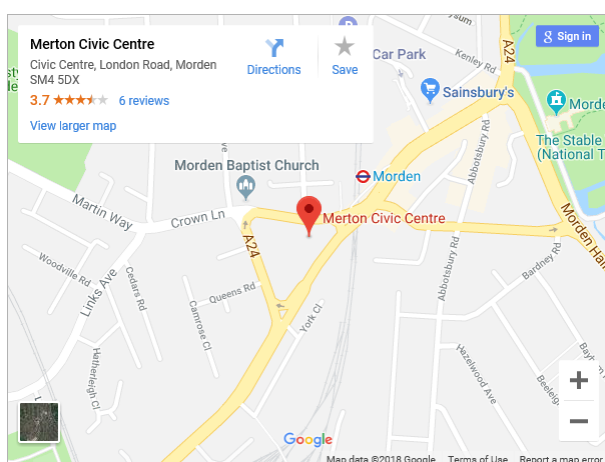 Merton Civic Centre
Civic Centre, London Road, Morden
SM4 5DX
3.7 6 reviews
View larger map
Directions
Save
Sign in
Car Park
Kenley Rd
A24
Sainsbury's
The Stable
(National T
Abbotsbury Rd
Morden Baptist Church
Morden
Martin Way
Crown Ln
Merton Civic Centre
Morden Ha
A24
Bardney Rd
Woodville Rd
Links Ave
Cedars Rd
Queens Rd
Camrose Cl
York Cl
Abbotsbury Rd
Hatherleigh Cl
Hazelwood Ave
Google
Map data ©2018 Google Terms of Use Report a map error